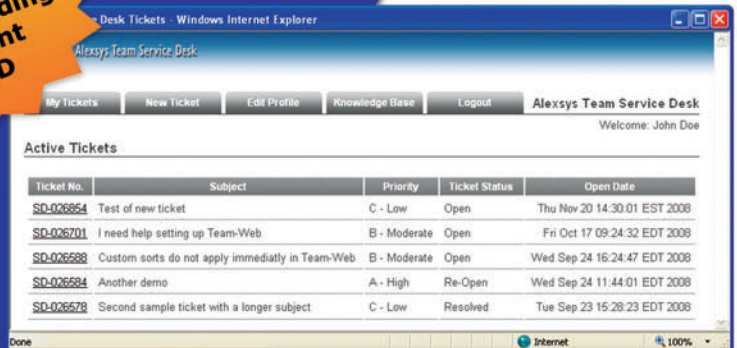 Desk Tickets - Windows Internet Explorer
Alexsys Team Service Desk
My Tickets New Ticket Edit Profile Knowledge Base Logout Alexsys Team Service Desk
Welcome: John Doe
Active Tickets
Ticket No. Subject Priority Ticket Status Open Date
SD-026854 Test of new ticket C - Low Open Thu Nov 20 14:30:01 EST 2008
SD-026701 I need help setting up Team-Web B - Moderate Open Fri Oct 17 09:24:32 EDT 2008
SD-026588 Custom sorts do not apply immediatly in Team-Web B - Moderate Open Wed Sep 24 16:24:47 EDT 2008
SD-026584 Another demo A - High Re-Open Wed Sep 24 11:44:01 EDT 2008
SD-026578 Second sample ticket with a longer subject C - Low Resolved Tue Sep 23 15:28:23 EDT 2008
Done Internet 100%